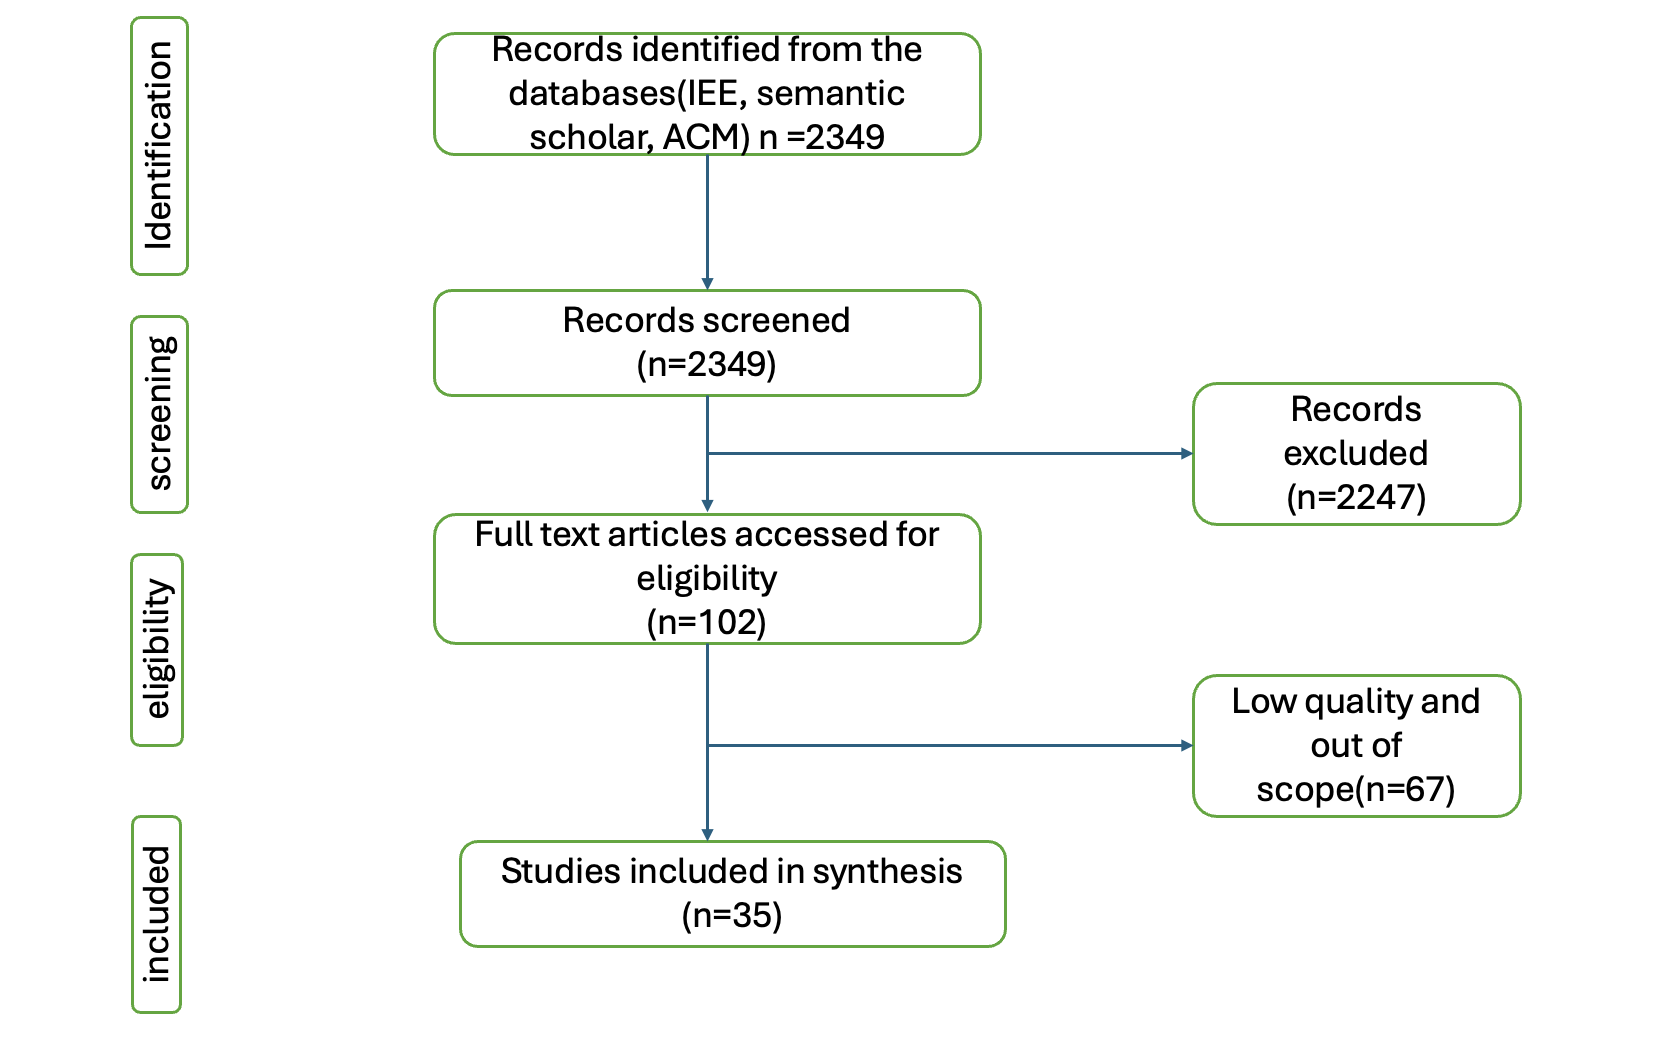 Identification
Records identified from the
databases(IEE, semantic
scholar, ACM) n =2349
screening
Records screened
(n=2349)
Records
excluded
(n=2247)
eligibility
Full text articles accessed for
eligibility
(n=102)
Low quality and
out of
scope(n=67)
included
Studies included in synthesis
(n=35)